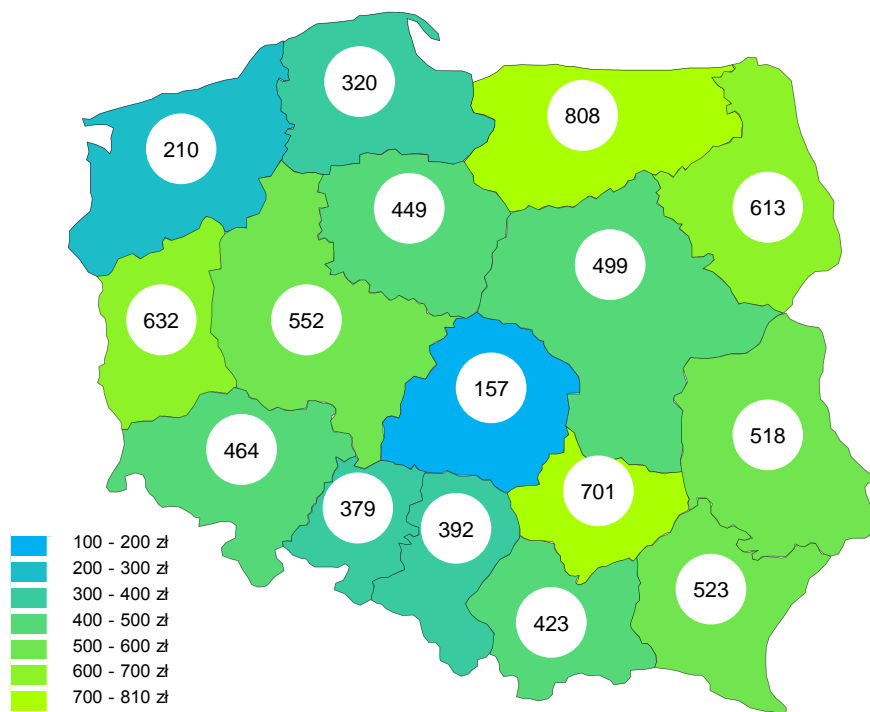 320
808
210
449
613
499
632
552
157
464
518
701
379
392
523
423
100 - 200 zł
200 - 300 zł
300 - 400 zł
400 - 500 zł
500 - 600 zł
600 - 700 zł
700 - 810 zł